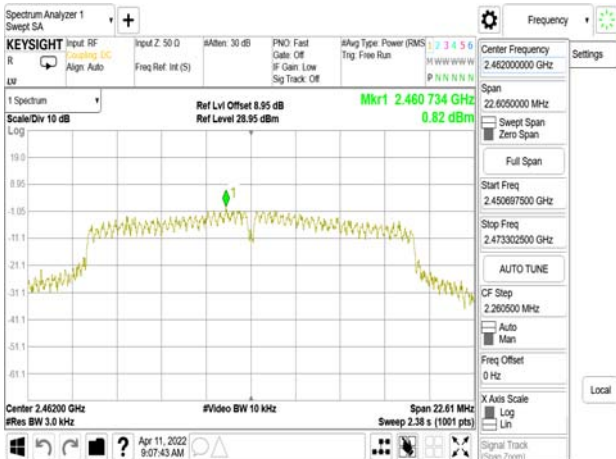 Spectrum Analyzer 1
Swept SA
Frequency
KEYSIGHT
Input: RF
Coupling: DC
Align: Auto
Input Z: 50 Ω
Freq Ref: Int (S)
#Atten: 30 dB
PNO: Fast
Gate: Off
IF Gain: Low
Sig Track: Off
#Avg Type: Power (RMS
Trig: Free Run
1 2 3 4 5 6
M W W W W W
P N N N N N
R
LXI
1 Spectrum
Scale/Div 10 dB
Log
Ref Lvl Offset 8.95 dB
Ref Level 28.95 dBm
Mkr1 2.460 734 GHz
0.82 dBm
1
19.0
8.95
-1.05
-11.1
-21.1
-31.1
-41.1
-51.1
-61.1
Center 2.46200 GHz
#Res BW 3.0 kHz
#Video BW 10 kHz
Span 22.61 MHz
Sweep 2.38 s (1001 pts)
Apr 11, 2022
9:07:43 AM
Center Frequency
2.462000000 GHz
Settings
Span
22.6050000 MHz
Swept Span
Zero Span
Full Span
Start Freq
2.450697500 GHz
Stop Freq
2.473302500 GHz
AUTO TUNE
CF Step
2.260500 MHz
Auto
Man
Freq Offset
0 Hz
X Axis Scale
Log
Lin
Local
Signal Track
(Span Zoom)